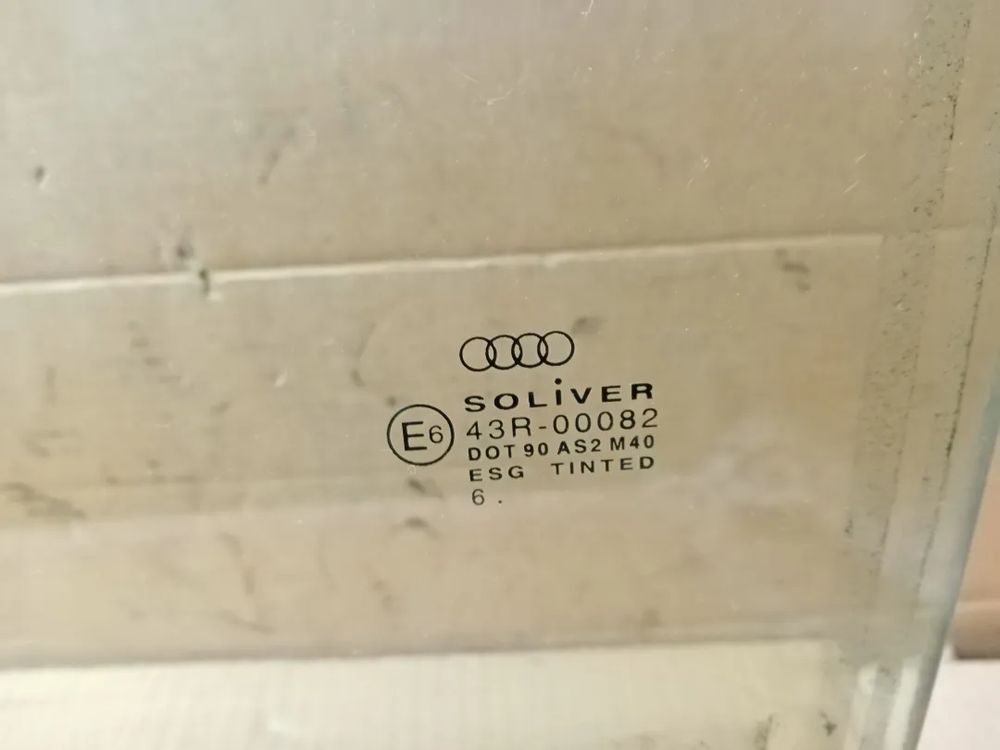 SOLiVER
E6 43R-00082
DOT 90 AS2 M40
ESG TINTED
6 .